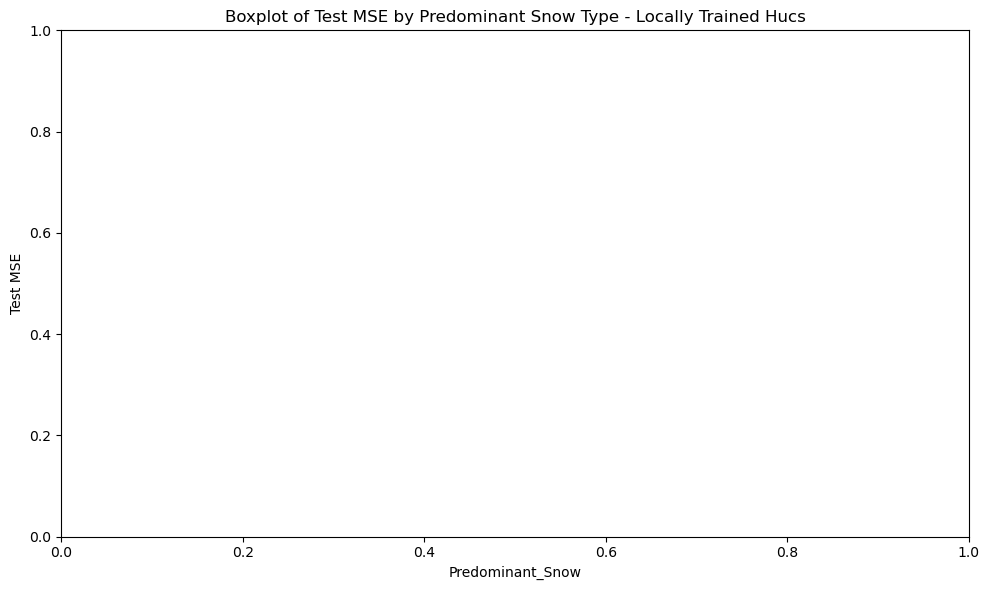 Boxplot of Test MSE by Predominant Snow Type - Locally Trained Hucs
1.0
0.8
0.6
0.4
0.2
0.0
Test MSE
0.0 0.2 0.4 0.6 0.8 1.0
Predominant_Snow